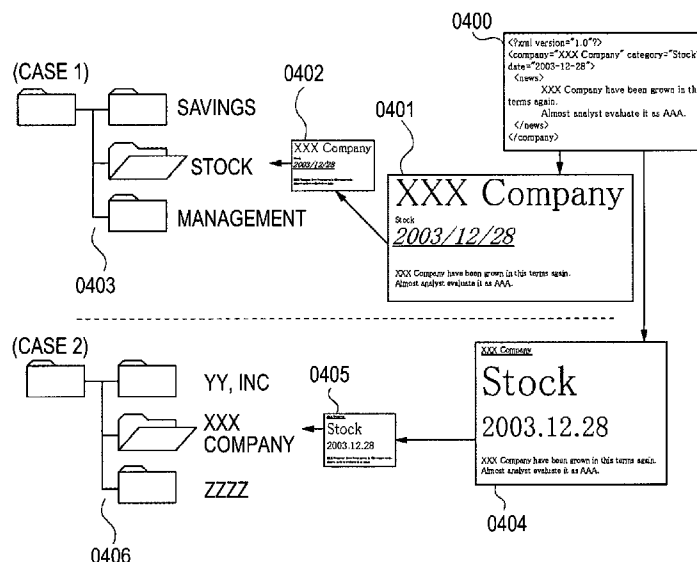 0400
<?xml version="1.0"?>
<company="XXX Company" category="Stock"
date="2003-12-28">
<news>
XXX Company have been grown in this
terms again.
Almost analyst evaluate it as AAA.
</news>
</company>
(CASE 1)
SAVINGS
STOCK
MANAGEMENT
0403
0402
XXX Company
Stock
2003/12/28
0401
XXX Company
Stock
2003/12/28
XXX Company have been grown in this terms again.
Almost analyst evaluate it as AAA.
(CASE 2)
YY, INC
XXX
COMPANY
ZZZZ
0406
0405
Stock
2003.12.28
XXX Company
Stock
2003.12.28
XXX Company have been grown in this terms again.
Almost analyst evaluate it as AAA.
0404